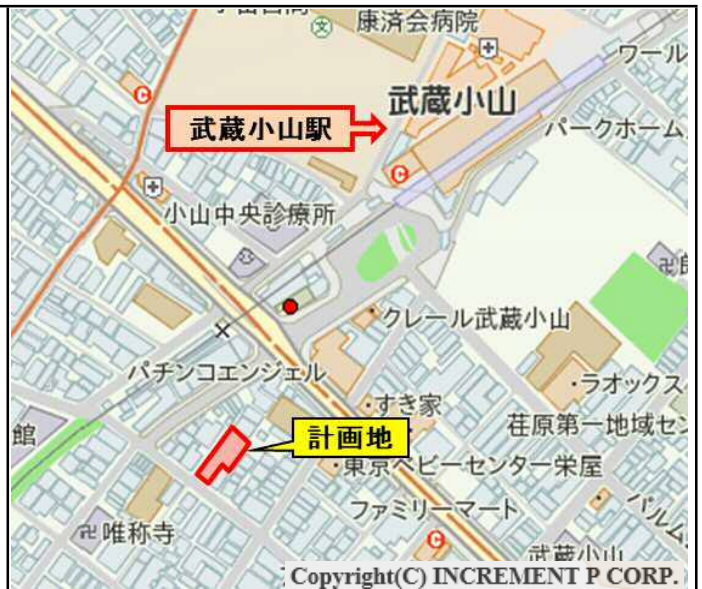 康済会病院
ワール
武蔵小山
武蔵小山駅
パークホーム
小山中央診療所
クレール武蔵小山
パチンコエンジェル
・ラオックス
・すき家
荏原第一地域セン
館
計画地
・東京ベビーセンター栄屋
ファミリーマート
パルム
卍唯称寺
武蔵小山
Copyright(C) INCREMENT P CORP.